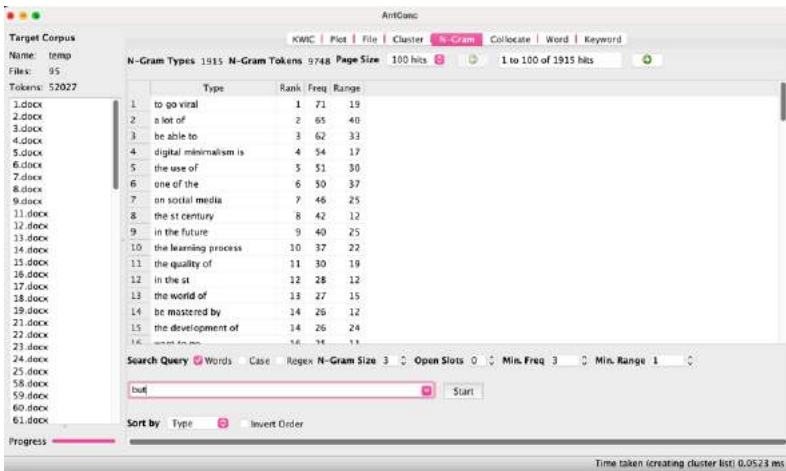 AntConc
Target Corpus
Name: temp
Files: 95
Tokens: 52027
1.docx
2.docx
3.docx
4.docx
5.docx
6.docx
7.docx
8.docx
9.docx
11.docx
12.docx
13.docx
14.docx
15.docx
16.docx
17.docx
18.docx
19.docx
21.docx
22.docx
23.docx
24.docx
25.docx
58.docx
59.docx
60.docx
61.docx
Progress
KWIC Plot File Cluster N-Gram Collocate Word Keyword
N-Gram Types 1915 N-Gram Tokens 9748 Page Size 100 hits 1 to 100 of 1915 hits
Type Rank Freq Range
1 to go viral 1 71 19
2 a lot of 2 65 40
3 be able to 3 62 33
4 digital minimalism is 4 54 17
5 the use of 5 51 30
6 one of the 6 50 37
7 on social media 7 46 25
8 the st century 8 42 12
9 in the future 9 40 25
10 the learning process 10 37 22
11 the quality of 11 30 19
12 in the st 12 28 12
13 the world of 13 27 15
14 be mastered by 14 26 12
15 the development of 14 26 24
Search Query Words Case Regex N-Gram Size 3 Open Slots 0 Min. Freq 3 Min. Range 1
but Start
Sort by Type Invert Order
Time taken (creating cluster list) 0.0523 ms